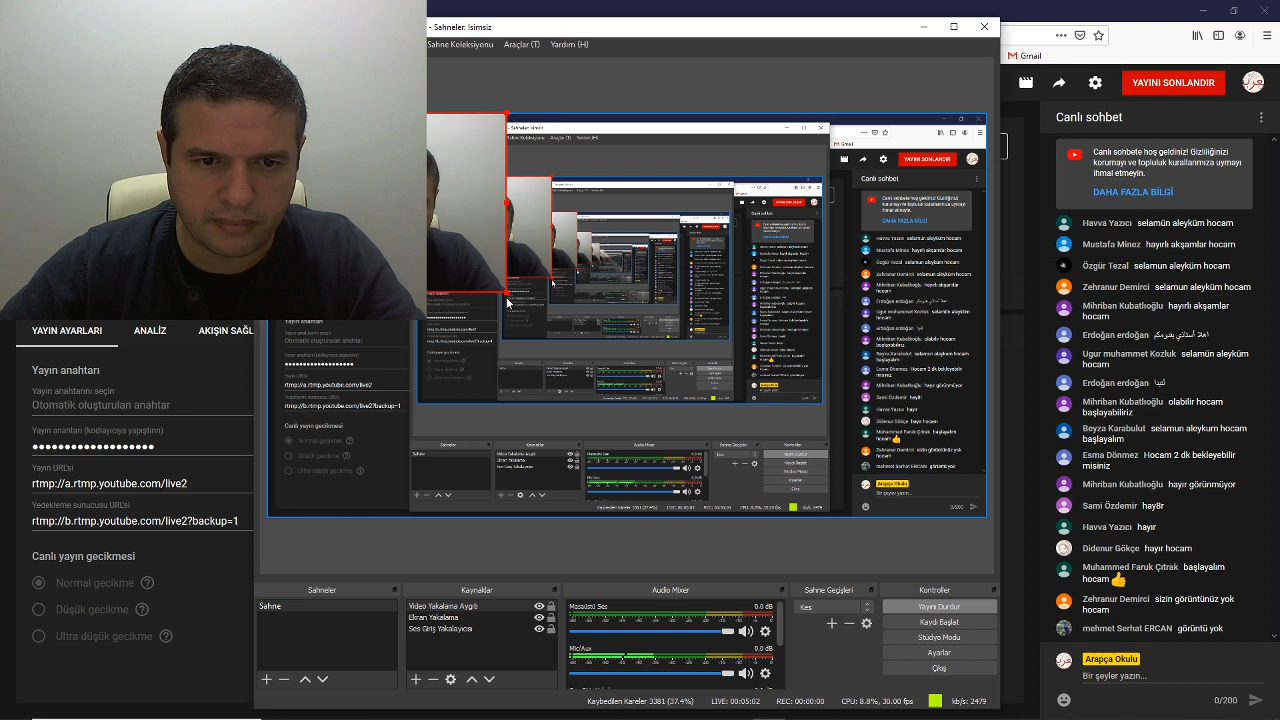 - Sahneler: Isimsiz
Sahne Koleksiyonu Araçlar (T) Yardım (H)
Gmail
YAYINI SONLANDIR
Canlı sohbet
Canlı sohbete hoş geldiniz! Gizliliğinizi
korumayı ve topluluk kurallarımıza uymayı
ihmal etmeyin.
DAHA FAZLA BİLGİ
Havva Yazıcı selamün aleyküm hocam
Mustafa Minez hayırlı akşamlar hocam
Özgür Tezal selamun aleyküm hocam
Zehranur Demirci selamun aleykum hocam
Mihriban Kubatlıoğlu hayırlı akşamlar
hocam
Erdoğan erdoğan
Ugur muhammed Kozluk selamun aleyküm
hocam
Erdoğan erdoğan
Mihriban Kubatlıoğlu olabilir hocam
başlayabiliriz
Beyza Karabulut selamun aleykum hocam
başlayalım
Esma Donmez Hocam 2 dk bekleyebilir
misiniz
Mihriban Kubatlıoğlu hayır görünmüyor
Sami Özdemir hay8r
Havva Yazıcı hayır
Didenur Gökçe hayır hocam
Muhammed Faruk Çıtrak başlayalım
hocam👍
Zehranur Demirci sizin görüntünüz yok
hocam
mehmet Serhat ERCAN görüntü yok
Arapça Okulu
Bir şeyler yazın...
0/200
YAYIN AYARLARI ANALİZ AKIŞIN SAĞL
Yayın anahtarı
Yayın anahtarı seçin
Otomatik oluşturulan anahtar
Yayın anahtarı (kodlayıcıya yapıştırın)
Yayın URL'si
rtmp://a.rtmp.youtube.com/live2
Yedekleme sunucusu URL'si
rtmp://b.rtmp.youtube.com/live2?backup=1
Canlı yayın gecikmesi
Normal gecikme
Düşük gecikme
Ultra düşük gecikme
Sahneler Kaynaklar Audio Mixer Sahne Geçişleri Kontroller
Sahne
Video Yakalama Aygıtı
Ekran Yakalama
Ses Giriş Yakalayıcısı
Masaüstü Ses 0.0 dB
Mic/Aux 0.0 dB
Kes
Yayını Durdur
Kaydı Başlat
Stüdyo Modu
Ayarlar
Çıkış
Kaybedilen Kareler 3381 (37.4%) LIVE: 00:05:02 REC: 00:00:00 CPU: 8.8%, 30.00 fps kb/s: 2479